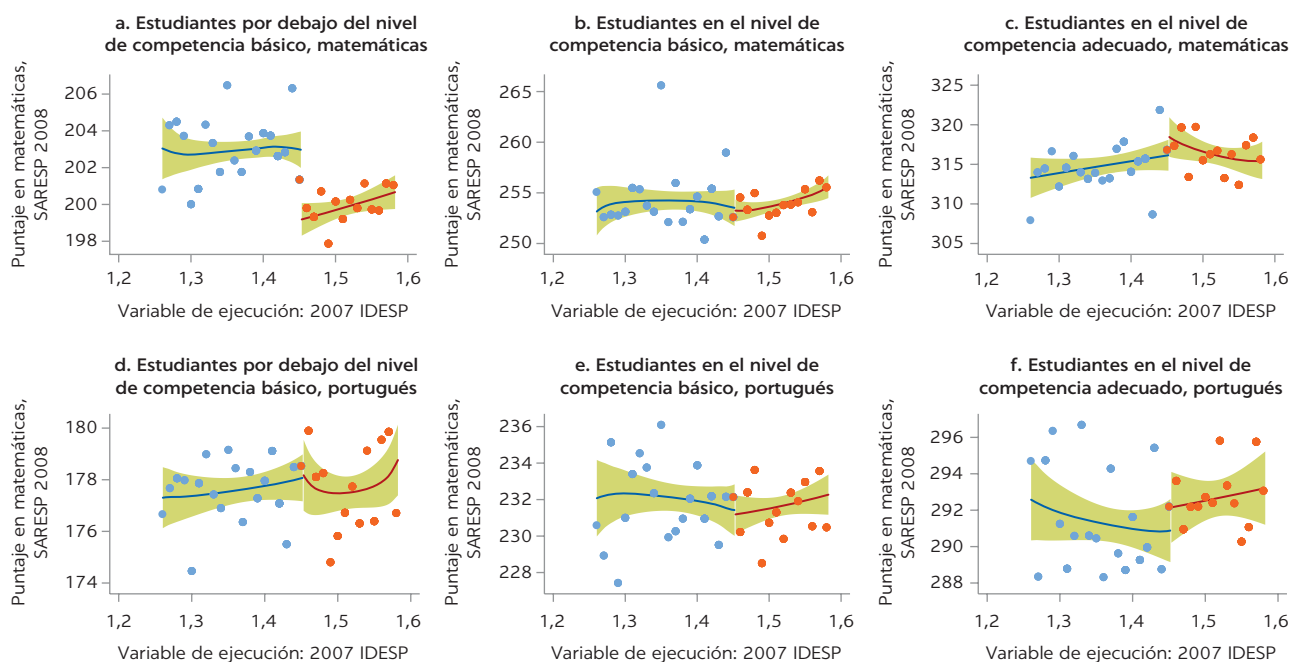 a. Estudiantes por debajo del nivel
de competencia básico, matemáticas
Puntaje en matemáticas,
SARESP 2008
206
204
202
200
198
1,2 1,3 1,4 1,5 1,6
Variable de ejecución: 2007 IDESP
b. Estudiantes en el nivel de
competencia básico, matemáticas
Puntaje en matemáticas,
SARESP 2008
265
260
255
250
1,2 1,3 1,4 1,5 1,6
Variable de ejecución: 2007 IDESP
c. Estudiantes en el nivel de
competencia adecuado, matemáticas
Puntaje en matemáticas,
SARESP 2008
325
320
315
310
305
1,2 1,3 1,4 1,5 1,6
Variable de ejecución: 2007 IDESP
d. Estudiantes por debajo del nivel
de competencia básico, portugués
Puntaje en matemáticas,
SARESP 2008
180
178
176
174
1,2 1,3 1,4 1,5 1,6
Variable de ejecución: 2007 IDESP
e. Estudiantes en el nivel de
competencia básico, portugués
Puntaje en matemáticas,
SARESP 2008
236
234
232
230
228
1,2 1,3 1,4 1,5 1,6
Variable de ejecución: 2007 IDESP
f. Estudiantes en el nivel de
competencia adecuado, portugués
Puntaje en matemáticas,
SARESP 2008
296
294
292
290
288
1,2 1,3 1,4 1,5 1,6
Variable de ejecución: 2007 IDESP